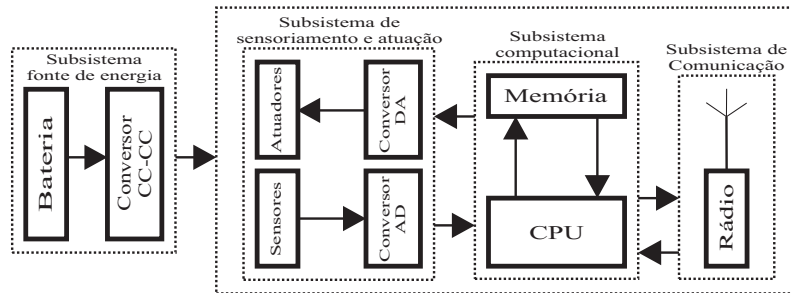 Subsistema
fonte de energia
Bateria
Conversor
CC-CC
Subsistema de
sensoriamento e atuação
Atuadores
Conversor
DA
Sensores
Conversor
AD
Subsistema
computacional
Memória
CPU
Subsistema de
Comunicação
Rádio